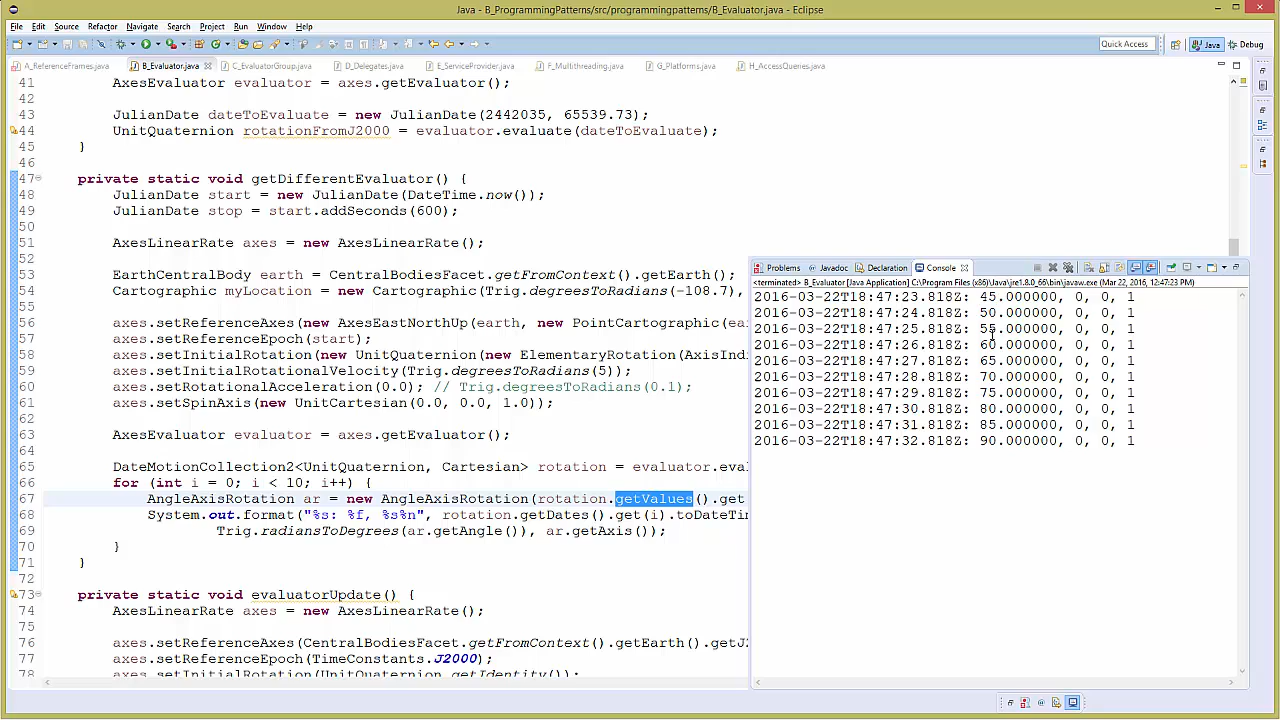 Java - B_ProgrammingPatterns/src/programmingpatterns/B_Evaluator.java - Eclipse
File Edit Source Refactor Navigate Search Project Run Window Help
Quick Access Java Debug
A_ReferenceFrames.java B_Evaluator.java C_EvaluatorGroup.java D_Delegates.java E_ServiceProvider.java F_Multithreading.java G_Platforms.java H_AccessQueries.java
41 AxesEvaluator evaluator = axes.getEvaluator();
42
43 JulianDate dateToEvaluate = new JulianDate(2442035, 65539.73);
44 UnitQuaternion rotationFromJ2000 = evaluator.evaluate(dateToEvaluate);
45 }
46
47 private static void getDifferentEvaluator() {
48 JulianDate start = new JulianDate(DateTime.now());
49 JulianDate stop = start.addSeconds(600);
50
51 AxesLinearRate axes = new AxesLinearRate();
52
53 EarthCentralBody earth = CentralBodiesFacet.getFromContext().getEarth();
54 Cartographic myLocation = new Cartographic(Trig.degreesToRadians(-108.7),
55
56 axes.setReferenceAxes(new AxesEastNorthUp(earth, new PointCartographic(ea
57 axes.setReferenceEpoch(start);
58 axes.setInitialRotation(new UnitQuaternion(new ElementaryRotation(AxisInd
59 axes.setInitialRotationalVelocity(Trig.degreesToRadians(5));
60 axes.setRotationalAcceleration(0.0); // Trig.degreesToRadians(0.1);
61 axes.setSpinAxis(new UnitCartesian(0.0, 0.0, 1.0));
62
63 AxesEvaluator evaluator = axes.getEvaluator();
64
65 DateMotionCollection2<UnitQuaternion, Cartesian> rotation = evaluator.eval
66 for (int i = 0; i < 10; i++) {
67 AngleAxisRotation ar = new AngleAxisRotation(rotation.getValues().get
68 System.out.format("%s: %f, %s%n", rotation.getDates().get(i).toDateTim
69 Trig.radiansToDegrees(ar.getAngle()), ar.getAxis());
70 }
71 }
72
73 private static void evaluatorUpdate() {
74 AxesLinearRate axes = new AxesLinearRate();
75
76 axes.setReferenceAxes(CentralBodiesFacet.getFromContext().getEarth().getJ2
77 axes.setReferenceEpoch(TimeConstants.J2000);
78 axes.setInitialRotation(UnitQuaternion.getIdentity());
Problems Javadoc Declaration Console
<terminated> B_Evaluator [Java Application] C:\Program Files (x86)\Java\jre1.8.0_66\bin\javaw.exe (Mar 22, 2016, 12:47:23 PM)
2016-03-22T18:47:23.818Z: 45.000000, 0, 0, 1
2016-03-22T18:47:24.818Z: 50.000000, 0, 0, 1
2016-03-22T18:47:25.818Z: 55.000000, 0, 0, 1
2016-03-22T18:47:26.818Z: 60.000000, 0, 0, 1
2016-03-22T18:47:27.818Z: 65.000000, 0, 0, 1
2016-03-22T18:47:28.818Z: 70.000000, 0, 0, 1
2016-03-22T18:47:29.818Z: 75.000000, 0, 0, 1
2016-03-22T18:47:30.818Z: 80.000000, 0, 0, 1
2016-03-22T18:47:31.818Z: 85.000000, 0, 0, 1
2016-03-22T18:47:32.818Z: 90.000000, 0, 0, 1